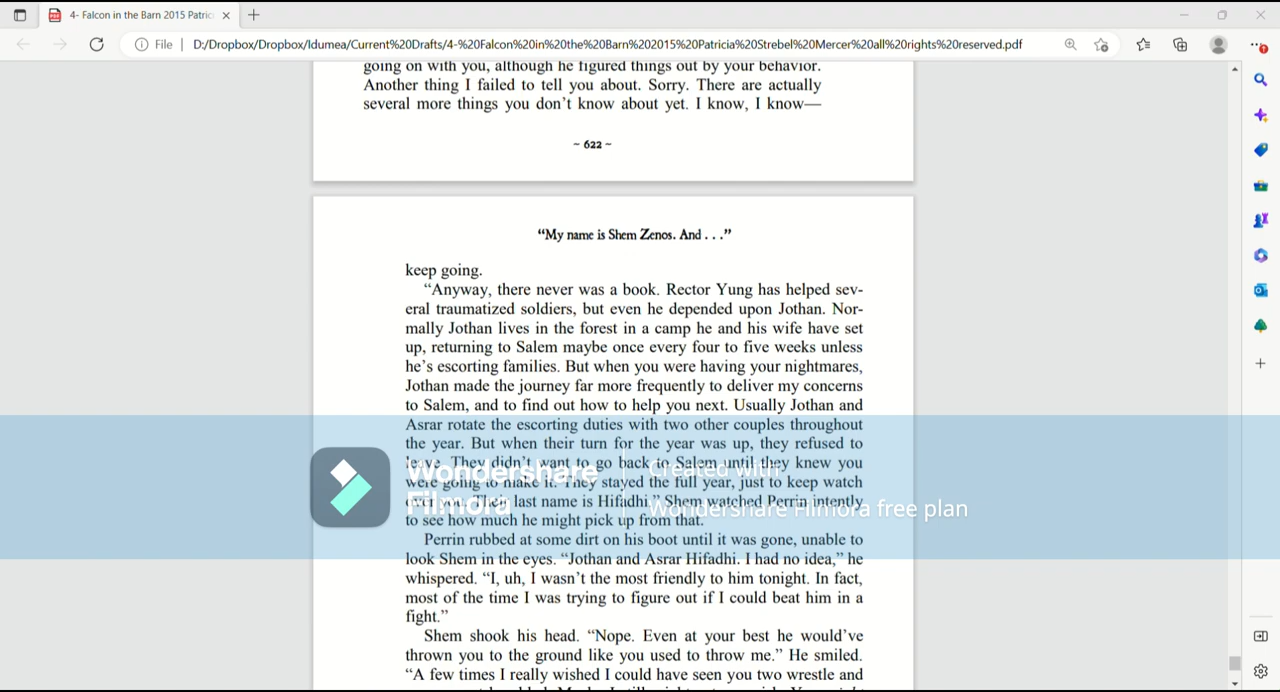 4- Falcon in the Barn 2015 Patric
File
D:/Dropbox/Dropbox/Idumea/Current%20Drafts/4-%20Falcon%20in%20the%20Barn%202015%20Patricia%20Strebel%20Mercer%20all%20rights%20reserved.pdf
going on with you, although he figured things out by your behavior.
Another thing I failed to tell you about. Sorry. There are actually
several more things you don't know about yet. I know, I know—
~ 622 ~
“My name is Shem Zenos. And . . .”
keep going.
“Anyway, there never was a book. Rector Yung has helped sev-
eral traumatized soldiers, but even he depended upon Jothan. Nor-
mally Jothan lives in the forest in a camp he and his wife have set
up, returning to Salem maybe once every four to five weeks unless
he's escorting families. But when you were having your nightmares,
Jothan made the journey far more frequently to deliver my concerns
to Salem, and to find out how to help you next. Usually Jothan and
Asrar rotate the escorting duties with two other couples throughout
the year. But when their turn for the year was up, they refused to
leave. They didn't want to go back to Salem until they knew you
were going to make it. They stayed the full year, just to keep watch
over you. Their last name is Hifadhi.” Shem watched Perrin intently
to see how much he might pick up from that.
Wondershare
Filmora
Created with
Wondershare Filmora free plan
Perrin rubbed at some dirt on his boot until it was gone, unable to
look Shem in the eyes. “Jothan and Asrar Hifadhi. I had no idea,” he
whispered. “I, uh, I wasn't the most friendly to him tonight. In fact,
most of the time I was trying to figure out if I could beat him in a
fight.”
Shem shook his head. “Nope. Even at your best he would've
thrown you to the ground like you used to throw me.” He smiled.
“A few times I really wished I could have seen you two wrestle and